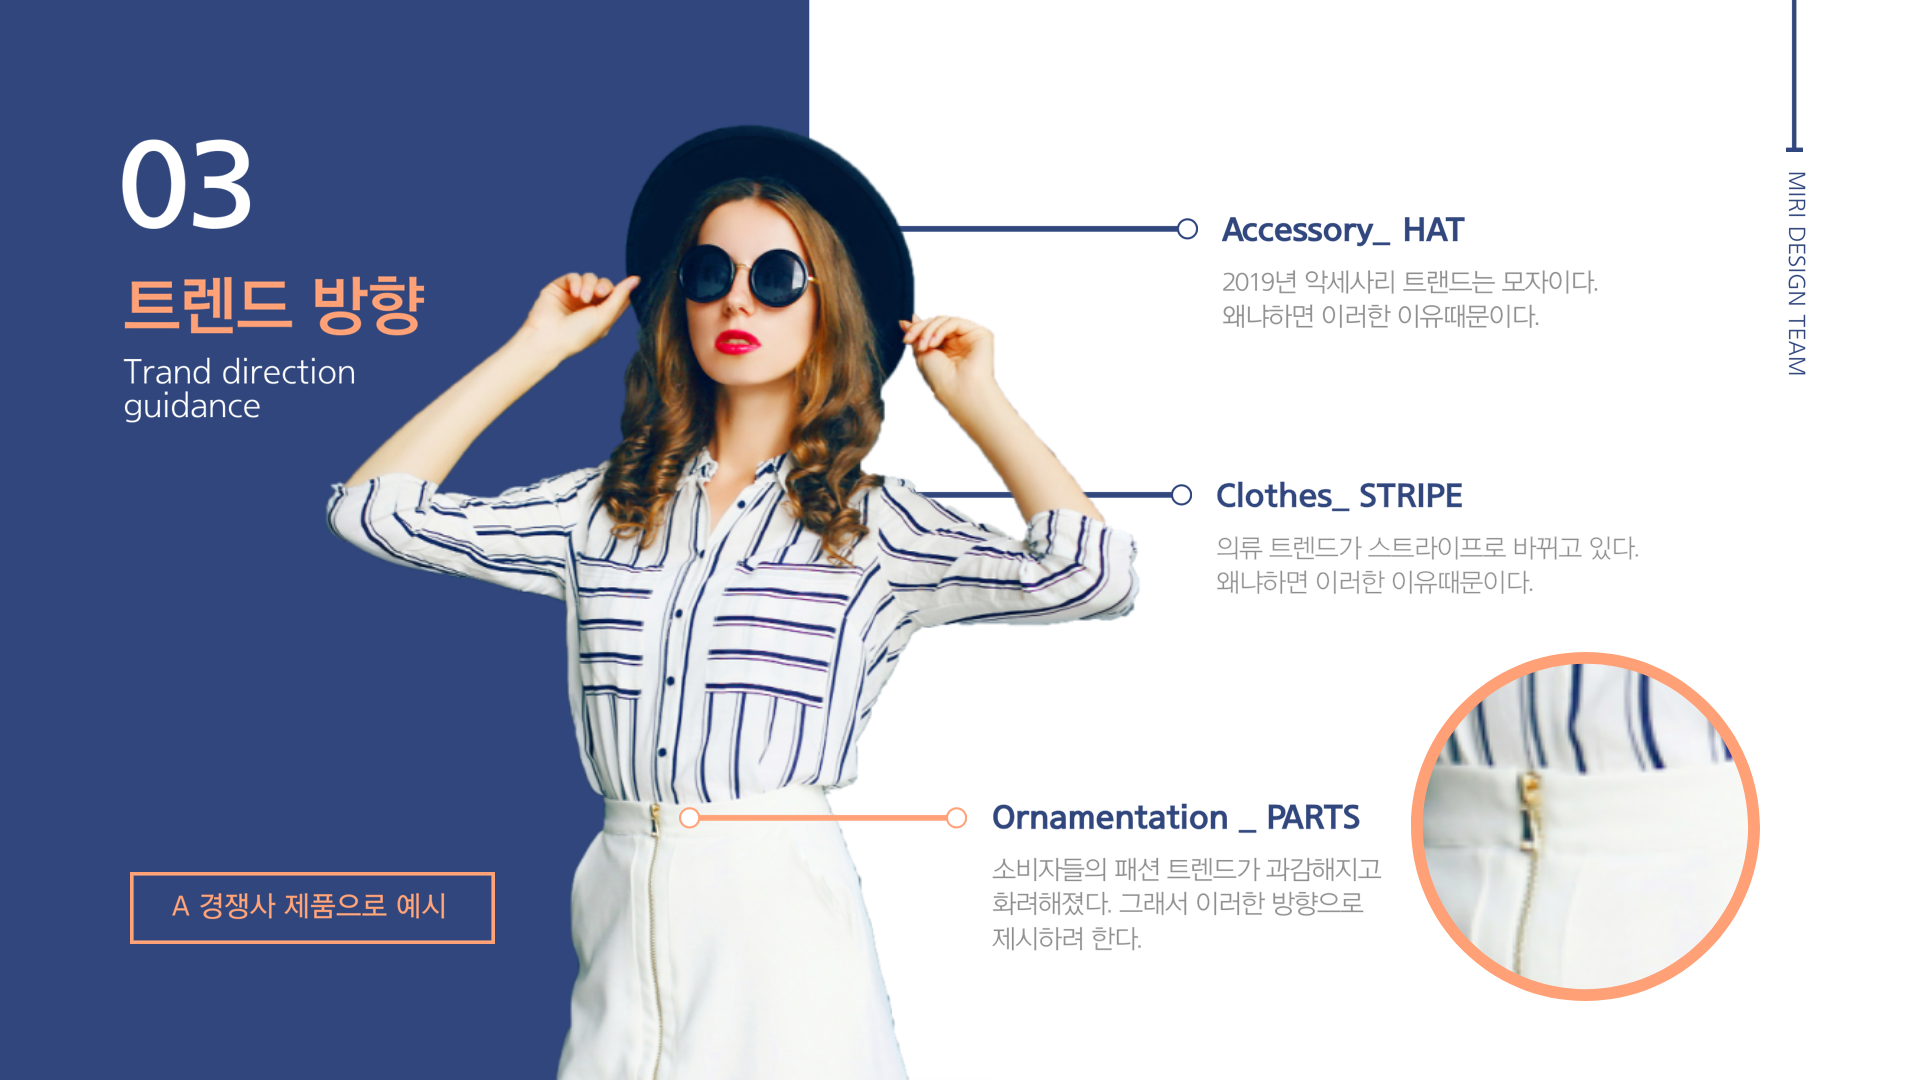 03
트렌드 방향
Trand direction
guidance
A 경쟁사 제품으로 예시
Accessory_ HAT
2019년 악세사리 트랜드는 모자이다.
왜냐하면 이러한 이유때문이다.
Clothes_ STRIPE
의류 트렌드가 스트라이프로 바뀌고 있다.
왜냐하면 이러한 이유때문이다.
Ornamentation _ PARTS
소비자들의 패션 트렌드가 과감해지고
화려해졌다. 그래서 이러한 방향으로
제시하려 한다.
MIRI DESIGN TEAM